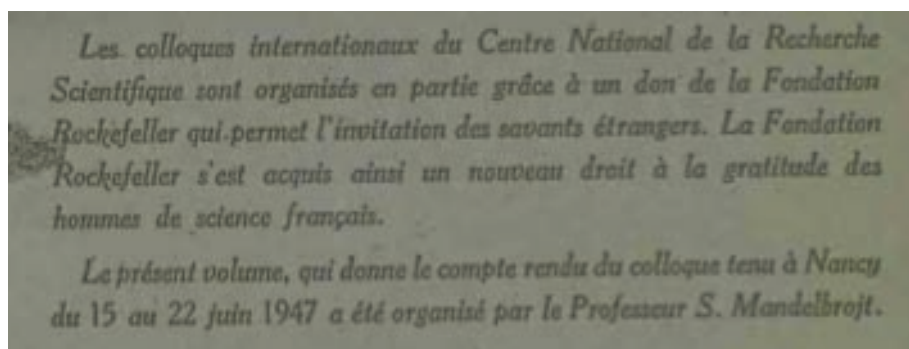 Les colloques internationaux du Centre National de la Recherche
Scientifique sont organisés en partie grâce à un don de la Fondation
Rockefeller qui permet l'invitation des savants étrangers. La Fondation
Rockefeller s'est acquis ainsi un nouveau droit à la gratitude des
hommes de science français.
Le présent volume, qui donne le compte rendu du colloque tenu à Nancy
du 15 au 22 juin 1947 a été organisé par le Professeur S. Mandelbrojt.